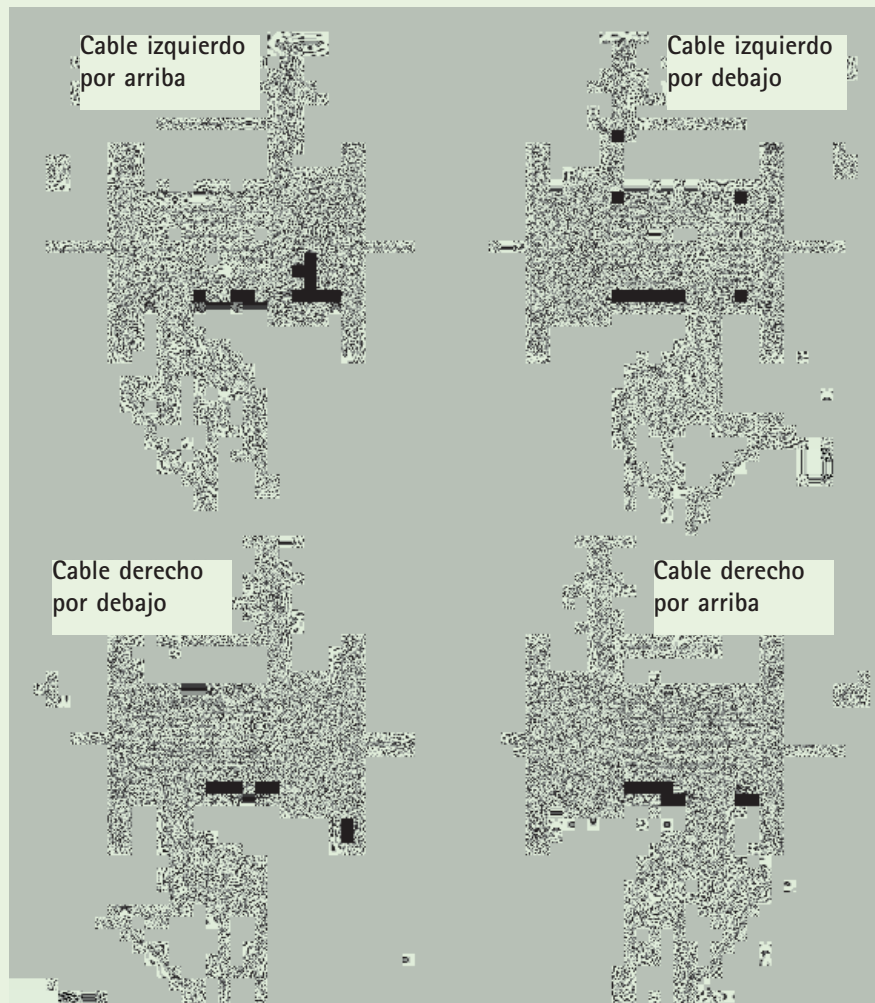 Cable izquierdo
por arriba
Cable izquierdo
por debajo
Cable derecho
por debajo
Cable derecho
por arriba